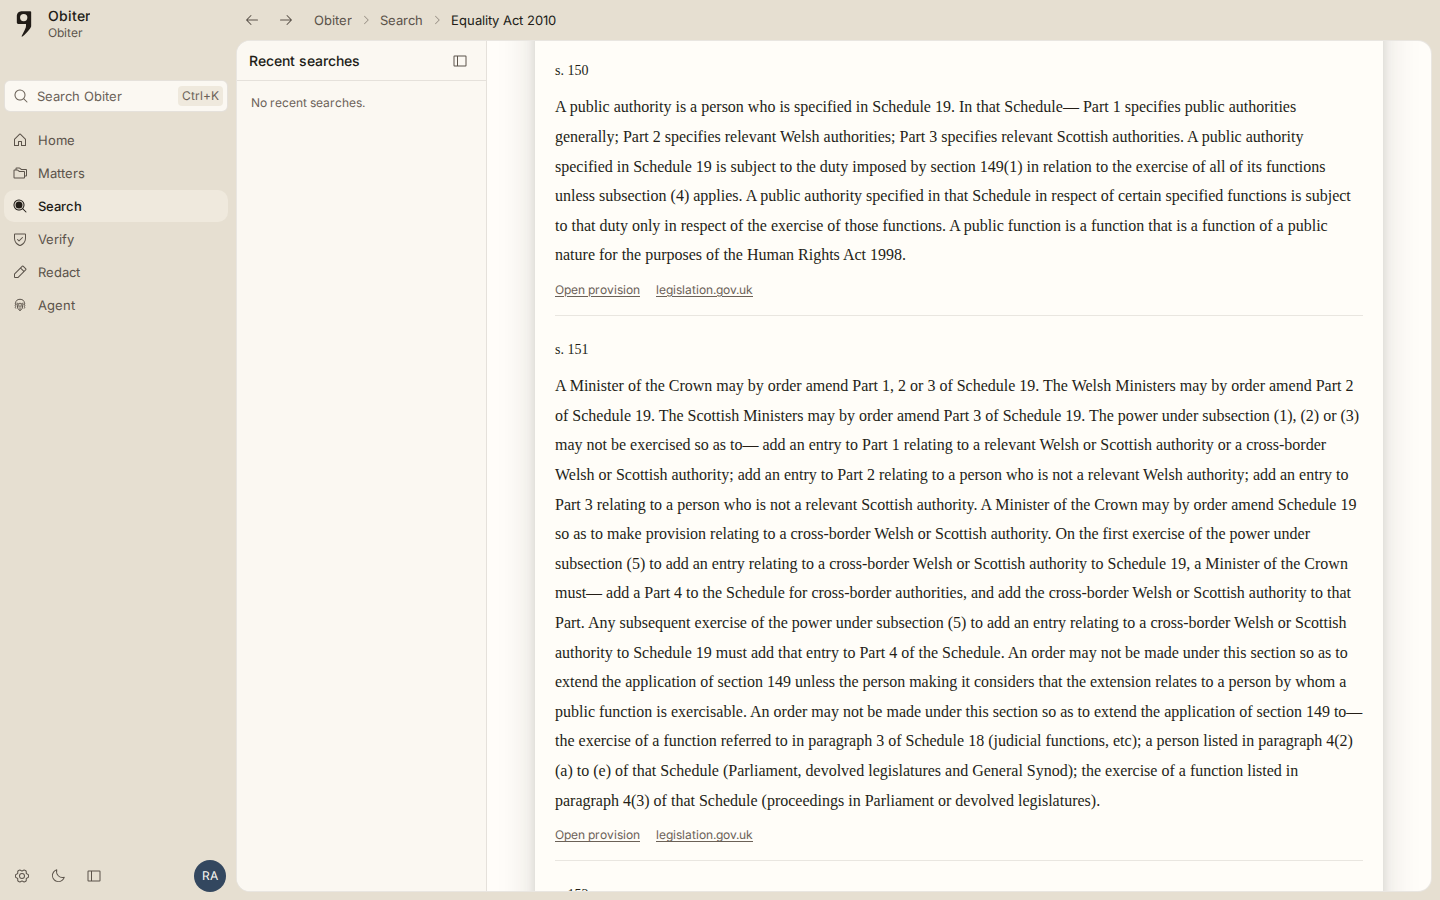 Obiter
Obiter
Search Obiter
Ctrl+K
Home
Matters
Search
Verify
Redact
Agent
RA
Obiter
Search
Equality Act 2010
Recent searches
No recent searches.
s. 150
A public authority is a person who is specified in Schedule 19. In that Schedule— Part 1 specifies public authorities
generally; Part 2 specifies relevant Welsh authorities; Part 3 specifies relevant Scottish authorities. A public authority
specified in Schedule 19 is subject to the duty imposed by section 149(1) in relation to the exercise of all of its functions
unless subsection (4) applies. A public authority specified in that Schedule in respect of certain specified functions is subject
to that duty only in respect of the exercise of those functions. A public function is a function that is a function of a public
nature for the purposes of the Human Rights Act 1998.
Open provision
legislation.gov.uk
s. 151
A Minister of the Crown may by order amend Part 1, 2 or 3 of Schedule 19. The Welsh Ministers may by order amend Part 2
of Schedule 19. The Scottish Ministers may by order amend Part 3 of Schedule 19. The power under subsection (1), (2) or (3)
may not be exercised so as to— add an entry to Part 1 relating to a relevant Welsh or Scottish authority or a cross-border
Welsh or Scottish authority; add an entry to Part 2 relating to a person who is not a relevant Welsh authority; add an entry to
Part 3 relating to a person who is not a relevant Scottish authority. A Minister of the Crown may by order amend Schedule 19
so as to make provision relating to a cross-border Welsh or Scottish authority. On the first exercise of the power under
subsection (5) to add an entry relating to a cross-border Welsh or Scottish authority to Schedule 19, a Minister of the Crown
must— add a Part 4 to the Schedule for cross-border authorities, and add the cross-border Welsh or Scottish authority to that
Part. Any subsequent exercise of the power under subsection (5) to add an entry relating to a cross-border Welsh or Scottish
authority to Schedule 19 must add that entry to Part 4 of the Schedule. An order may not be made under this section so as to
extend the application of section 149 unless the person making it considers that the extension relates to a person by whom a
public function is exercisable. An order may not be made under this section so as to extend the application of section 149 to—
the exercise of a function referred to in paragraph 3 of Schedule 18 (judicial functions, etc); a person listed in paragraph 4(2)
(a) to (e) of that Schedule (Parliament, devolved legislatures and General Synod); the exercise of a function listed in
paragraph 4(3) of that Schedule (proceedings in Parliament or devolved legislatures).
Open provision
legislation.gov.uk